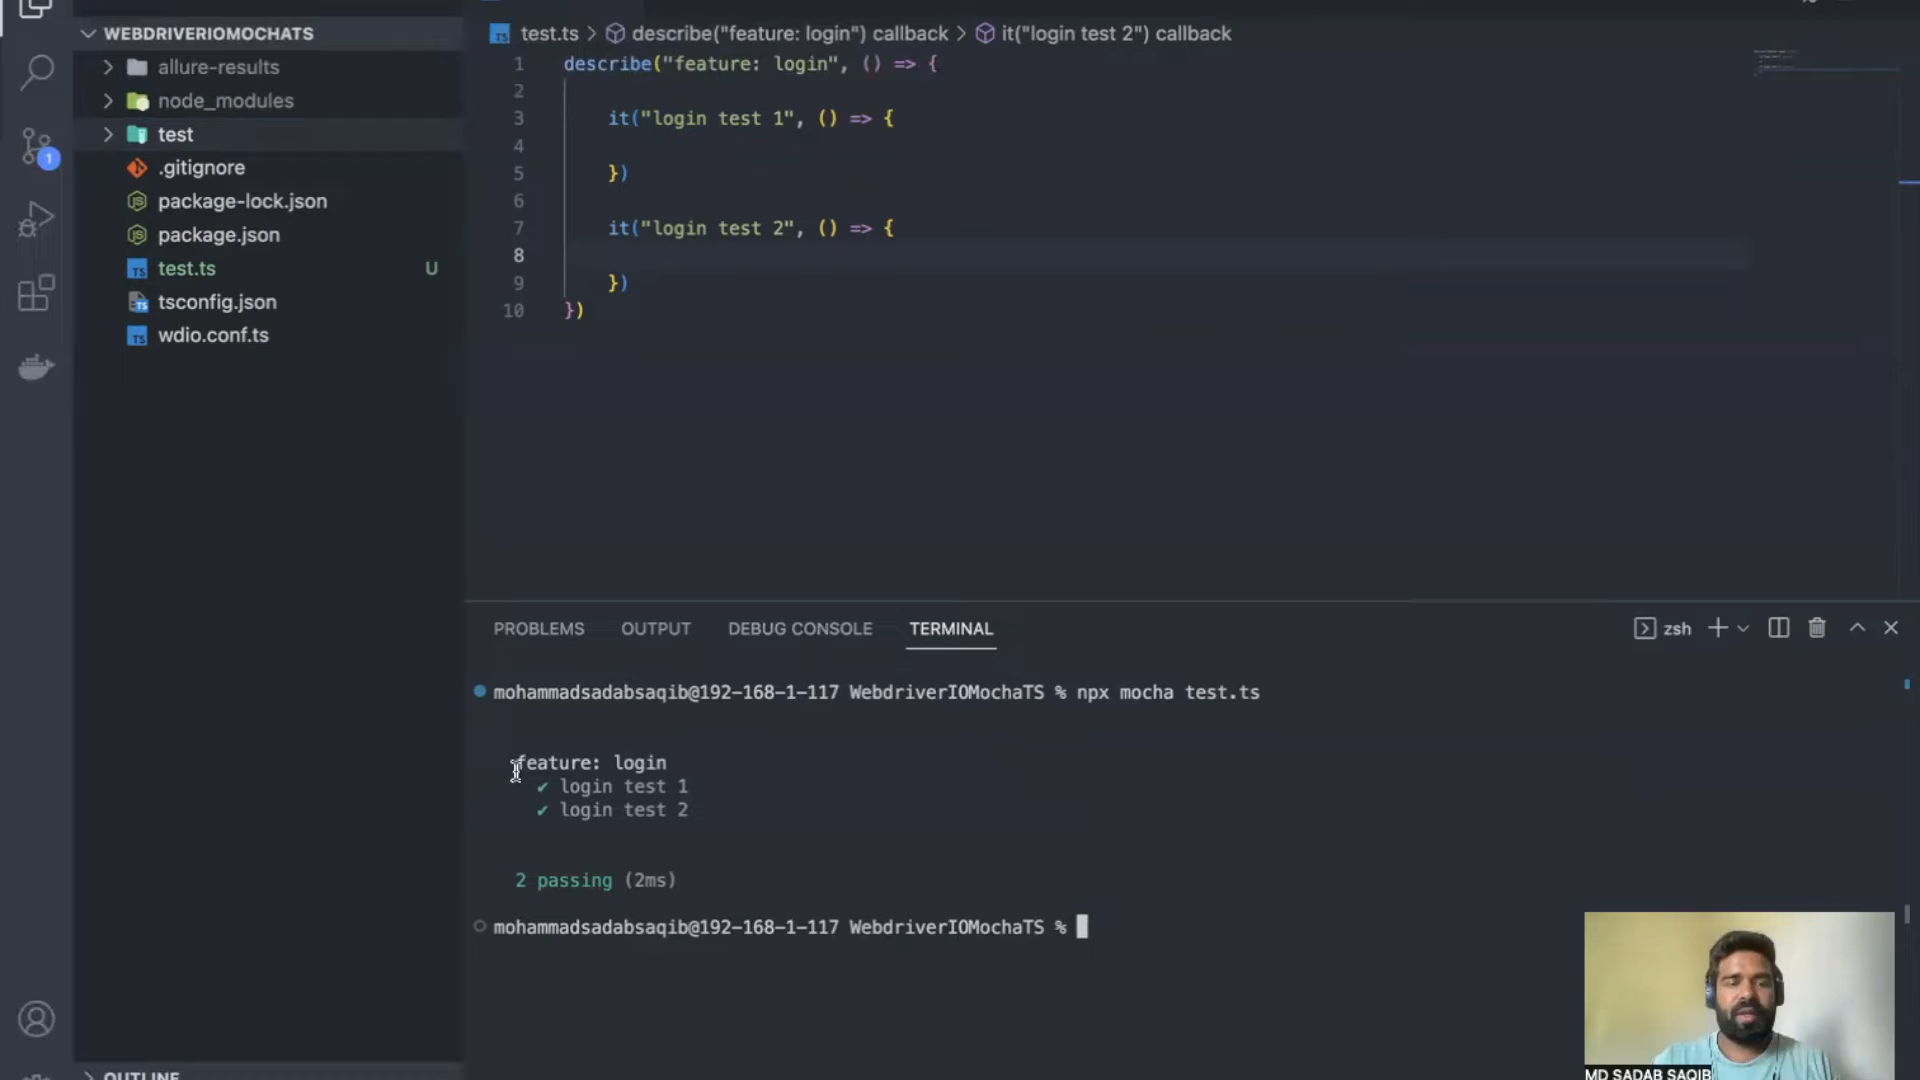 WEBDRIVERIOMOCHATS
allure-results
node_modules
test
.gitignore
package-lock.json
package.json
test.ts U
tsconfig.json
wdio.conf.ts
OUTLINE
1
test.ts > describe("feature: login") callback > it("login test 2") callback
1 describe("feature: login", () => {
2
3 it("login test 1", () => {
4
5 })
6
7 it("login test 2", () => {
8
9 })
10 })
PROBLEMS OUTPUT DEBUG CONSOLE TERMINAL
zsh
mohammadsadabsaqib@192-168-1-117 WebdriverIOMochaTS % npx mocha test.ts
feature: login
✔ login test 1
✔ login test 2
2 passing (2ms)
mohammadsadabsaqib@192-168-1-117 WebdriverIOMochaTS %
MD SADAB SAQIB